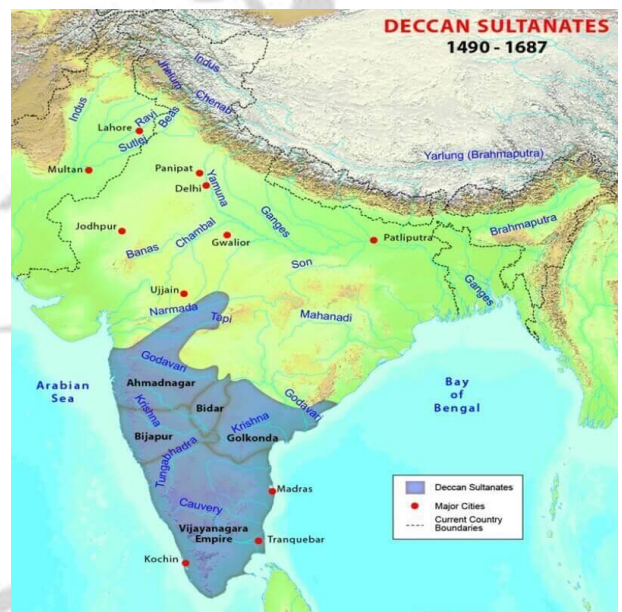 DECCAN SULTANATES
1490 - 1687
Indus
Jhelum
Chenab
Indus
Ravi
Beas
Lahore
Sutlej
Yarlung (Brahmaputra)
Multan
Panipat
Delhi
Yamuna
Jodhpur
Banas
Chambal
Gwalior
Ganges
Patliputra
Brahmaputra
Son
Ganges
Ujjain
Narmada
Tapi
Mahanadi
Godavari
Arabian
Sea
Ahmadnagar
Bay
of
Bengal
Godavari
Bidar
Krishna
Krishna
Bijapur
Golkonda
Tungabhadra
Deccan Sultanates
Major Cities
Current Country
Boundaries
Madras
Cauvery
Vijayanagara
Empire
Tranquebar
Kochin